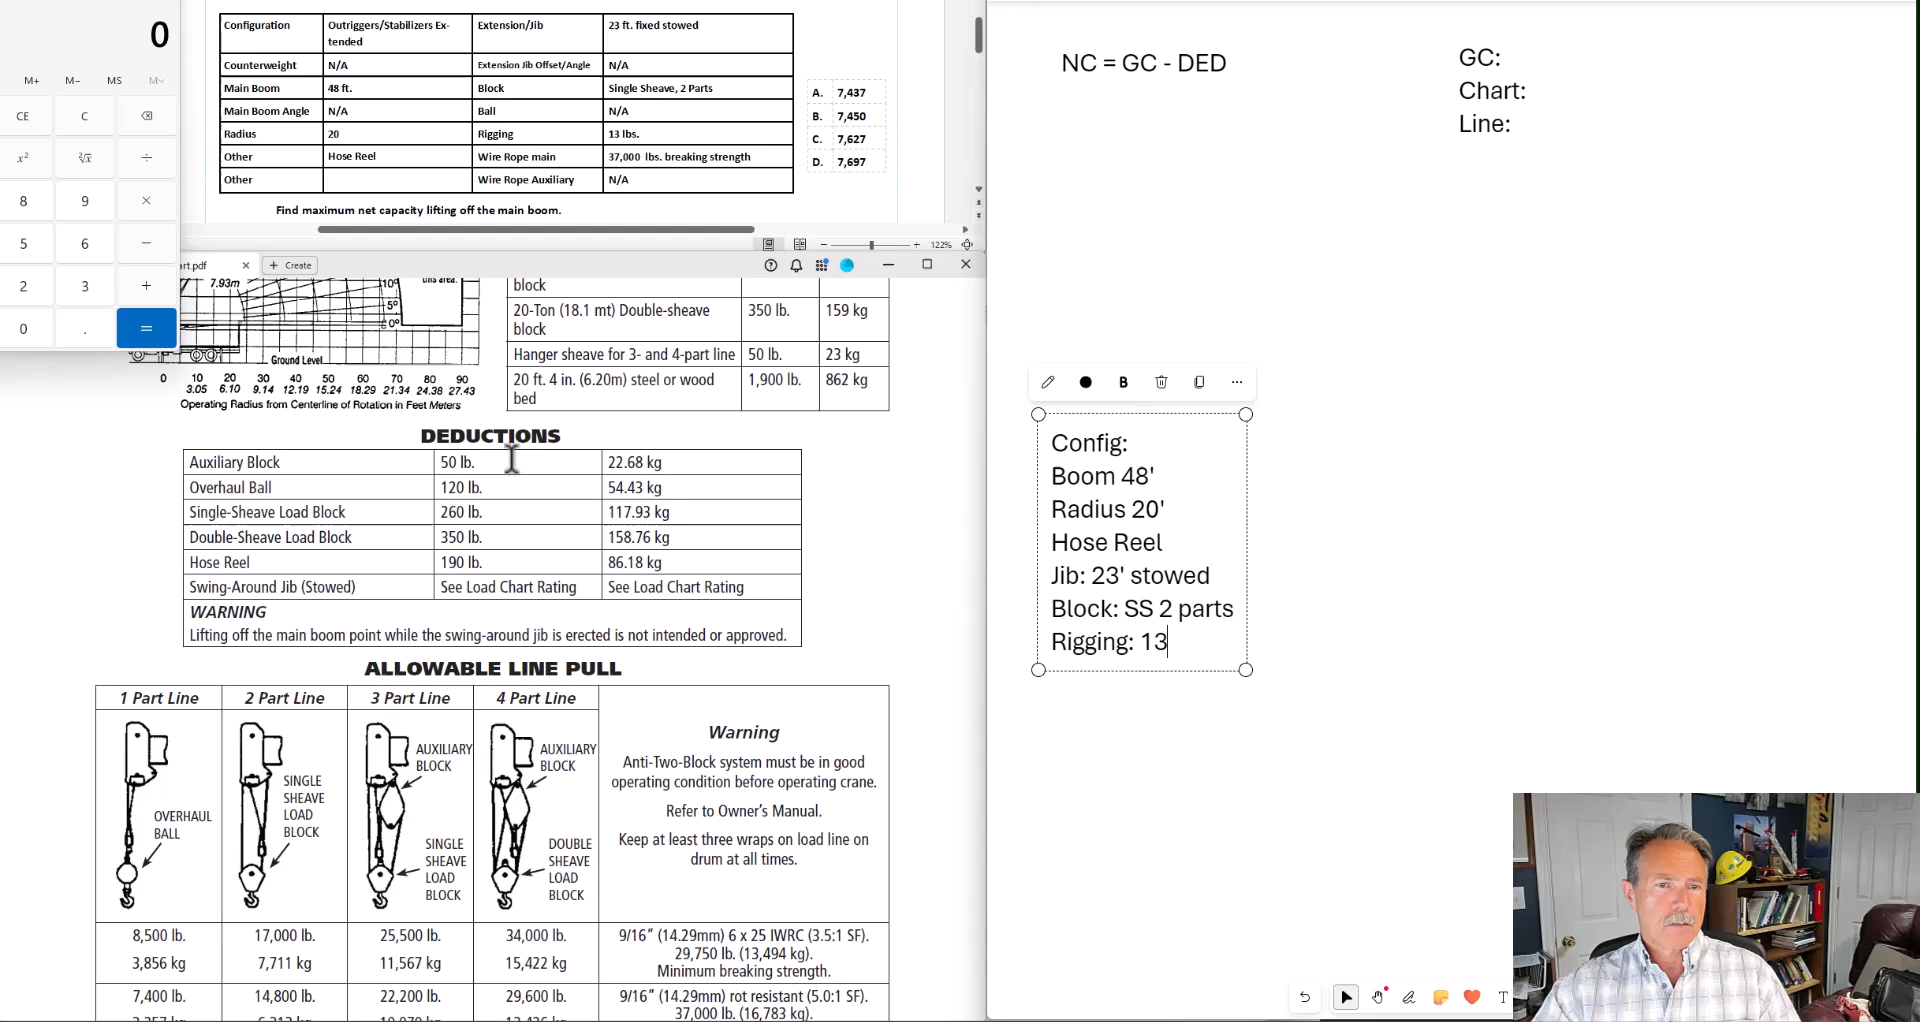 0
M+ M− MS M
CE C
x² ²√x ÷
8 9 ×
5 6 −
2 3 +
0 . =
Configuration Outriggers/Stabilizers Ex-
tended Extension/Jib 23 ft. fixed stowed
Counterweight N/A Extension Jib Offset/Angle N/A
Main Boom 48 ft. Block Single Sheave, 2 Parts
Main Boom Angle N/A Ball N/A
Radius 20 Rigging 13 lbs.
Other Hose Reel Wire Rope main 37,000 lbs. breaking strength
Other Wire Rope Auxiliary N/A
A. 7,437
B. 7,450
C. 7,627
D. 7,697
Find maximum net capacity lifting off the main boom.
122%
art.pdf × + Create
7.93m
10°
5°
0°
this area.
Ground Level
0 10 20 30 40 50 60 70 80 90
3.05 6.10 9.14 12.19 15.24 18.29 21.34 24.38 27.43
Operating Radius from Centerline of Rotation in Feet Meters
block
20-Ton (18.1 mt) Double-sheave
block 350 lb. 159 kg
Hanger sheave for 3- and 4-part line 50 lb. 23 kg
20 ft. 4 in. (6.20m) steel or wood
bed 1,900 lb. 862 kg
DEDUCTIONS
Auxiliary Block 50 lb. 22.68 kg
Overhaul Ball 120 lb. 54.43 kg
Single-Sheave Load Block 260 lb. 117.93 kg
Double-Sheave Load Block 350 lb. 158.76 kg
Hose Reel 190 lb. 86.18 kg
Swing-Around Jib (Stowed) See Load Chart Rating See Load Chart Rating
WARNING
Lifting off the main boom point while the swing-around jib is erected is not intended or approved.
ALLOWABLE LINE PULL
1 Part Line 2 Part Line 3 Part Line 4 Part Line
OVERHAUL
BALL
SINGLE
SHEAVE
LOAD
BLOCK
AUXILIARY
BLOCK
SINGLE
SHEAVE
LOAD
BLOCK
AUXILIARY
BLOCK
DOUBLE
SHEAVE
LOAD
BLOCK
Warning
Anti-Two-Block system must be in good
operating condition before operating crane.
Refer to Owner's Manual.
Keep at least three wraps on load line on
drum at all times.
8,500 lb. 17,000 lb. 25,500 lb. 34,000 lb. 9/16" (14.29mm) 6 x 25 IWRC (3.5:1 SF).
3,856 kg 7,711 kg 11,567 kg 15,422 kg 29,750 lb. (13,494 kg).
Minimum breaking strength.
7,400 lb. 14,800 lb. 22,200 lb. 29,600 lb. 9/16" (14.29mm) rot resistant (5.0:1 SF).
37,000 lb. (16,783 kg).
NC = GC - DED
GC:
Chart:
Line:
B
Config:
Boom 48'
Radius 20'
Hose Reel
Jib: 23' stowed
Block: SS 2 parts
Rigging: 13
T